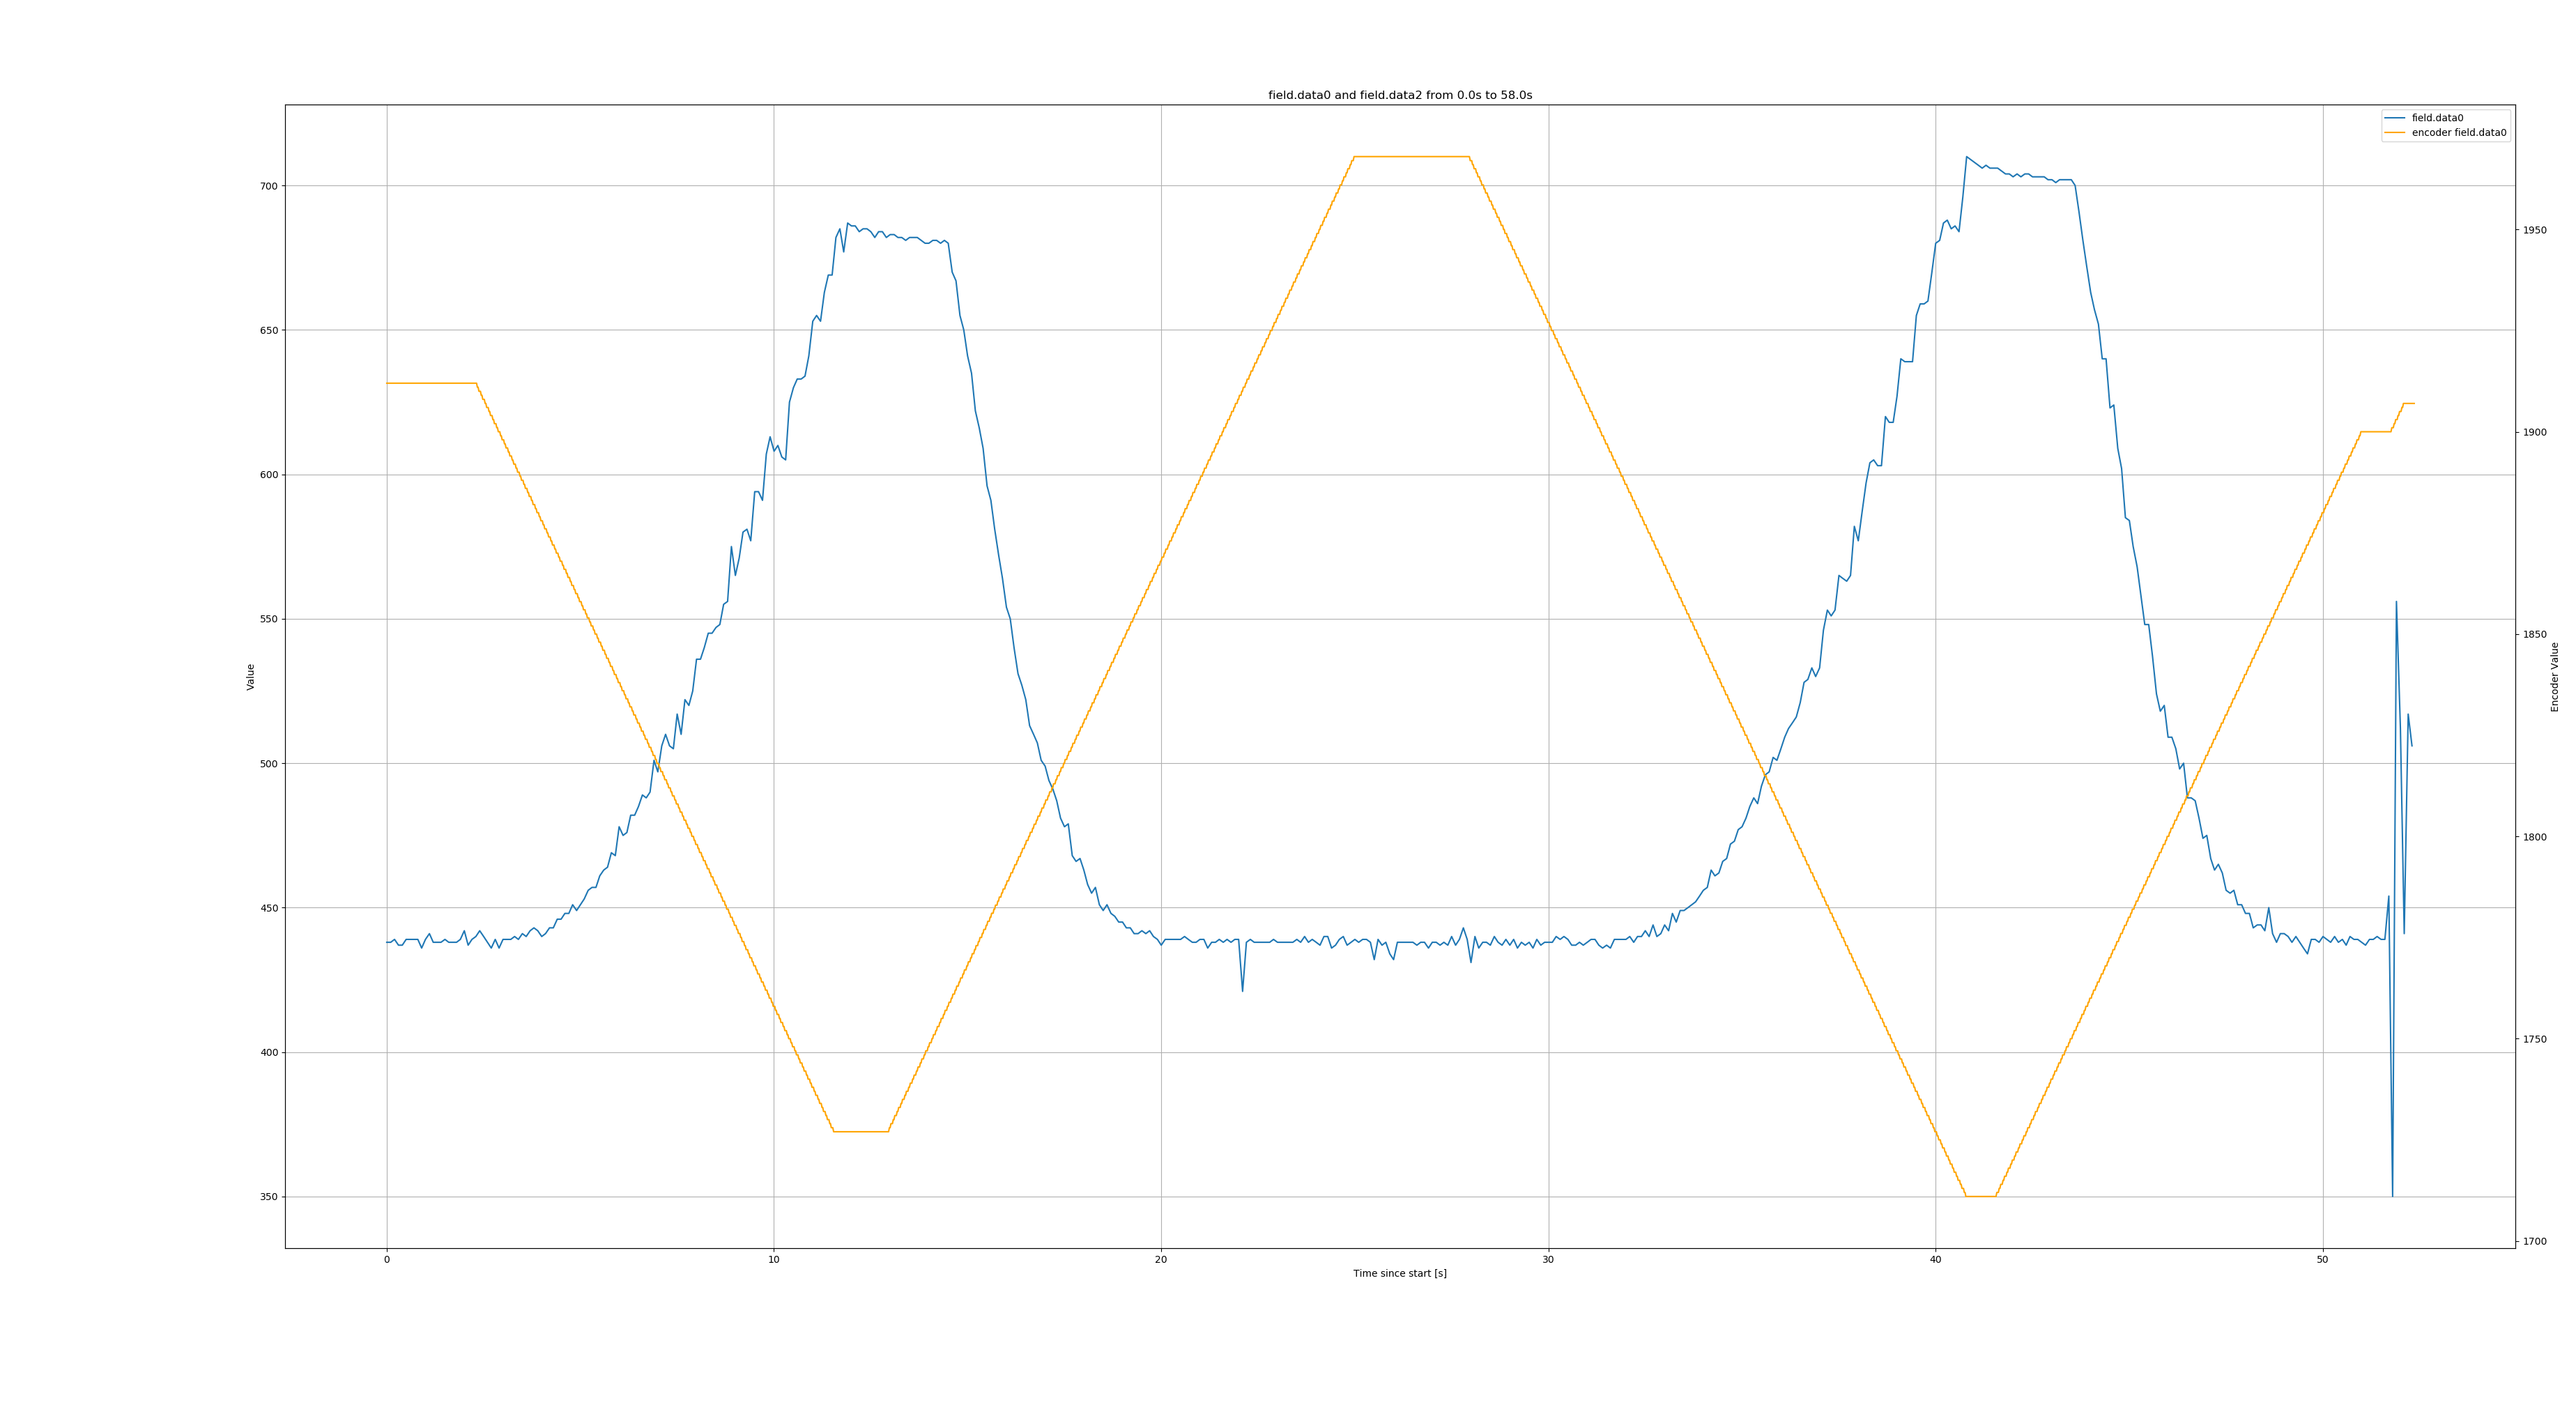 field.data0 and field.data2 from 0.0s to 58.0s
field.data0
encoder field.data0
Value
700
650
600
550
500
450
400
350
Encoder Value
1950
1900
1850
1800
1750
1700
0 10 20 30 40 50
Time since start [s]